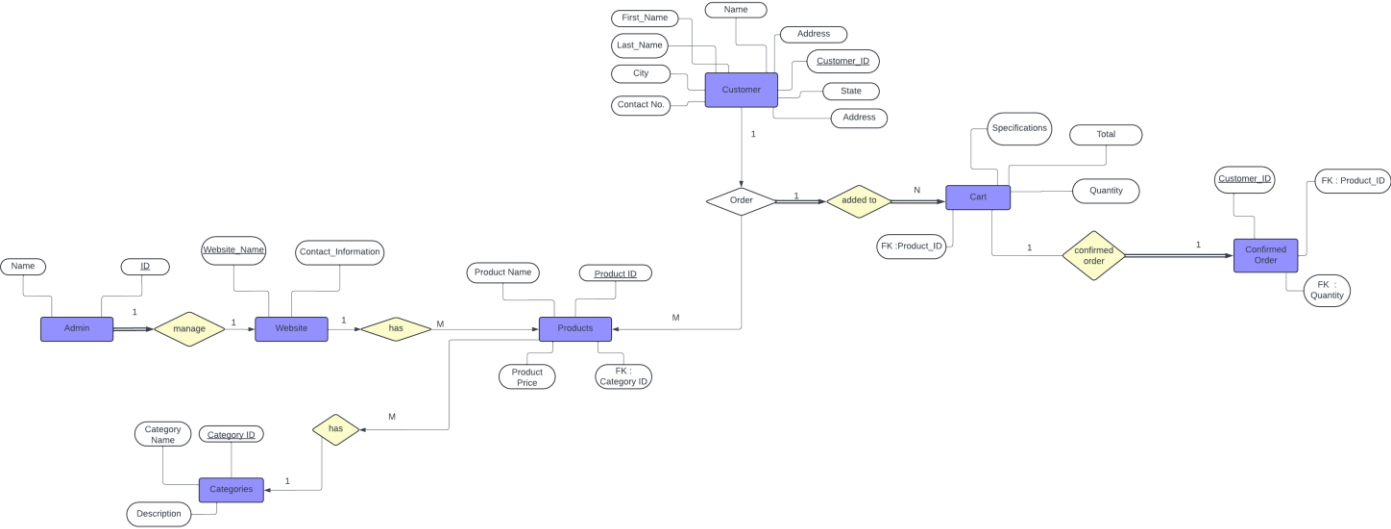 Name
First_Name
Last_Name
Address
City
Customer_ID
Customer
State
Contact No.
Address
1
Specifications
Total
Quantity
Cart
FK :Product_ID
Order
1
added to
N
Customer_ID
FK : Product_ID
1
confirmed
order
1
Confirmed
Order
FK :
Quantity
Name
ID
Website_Name
Contact_Information
Product Name
Product ID
Admin
1
manage
1
Website
1
has
M
Products
M
Product
Price
FK :
Category ID
M
has
Category
Name
Category ID
1
Categories
Description